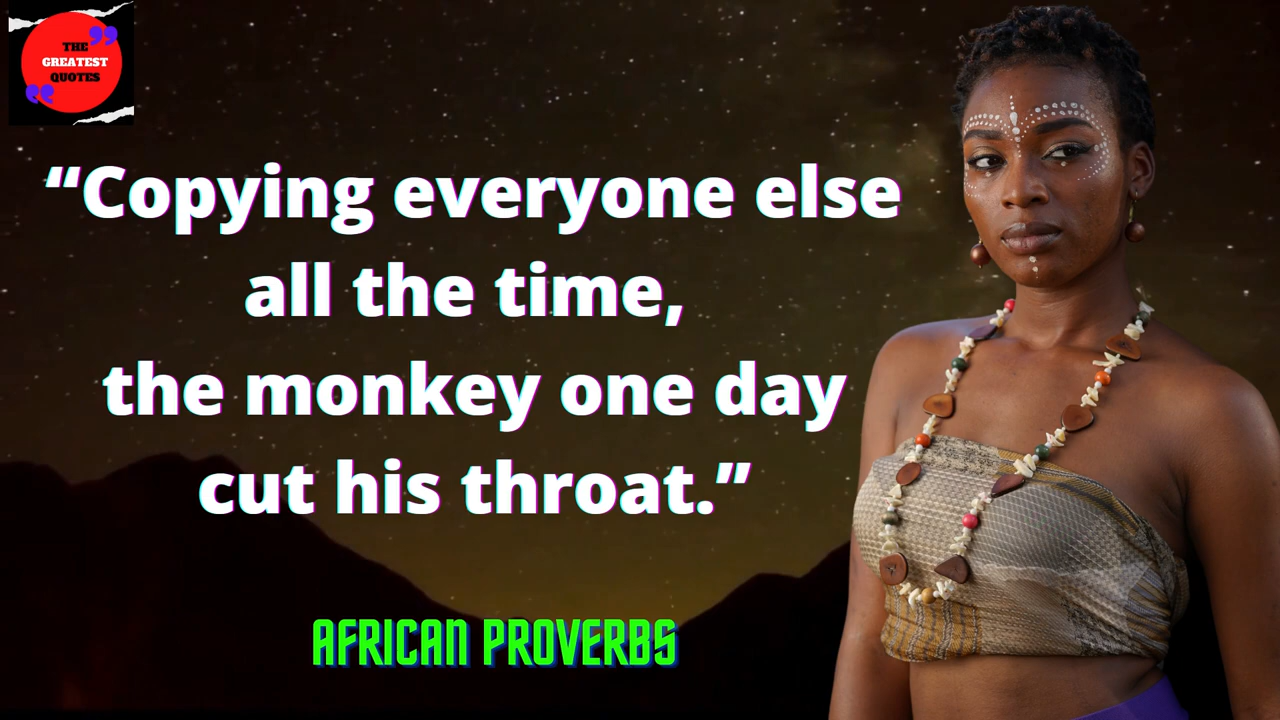 THE
GREATEST
QUOTES
“Copying everyone else
all the time,
the monkey one day
cut his throat.”
AFRICAN PROVERBS